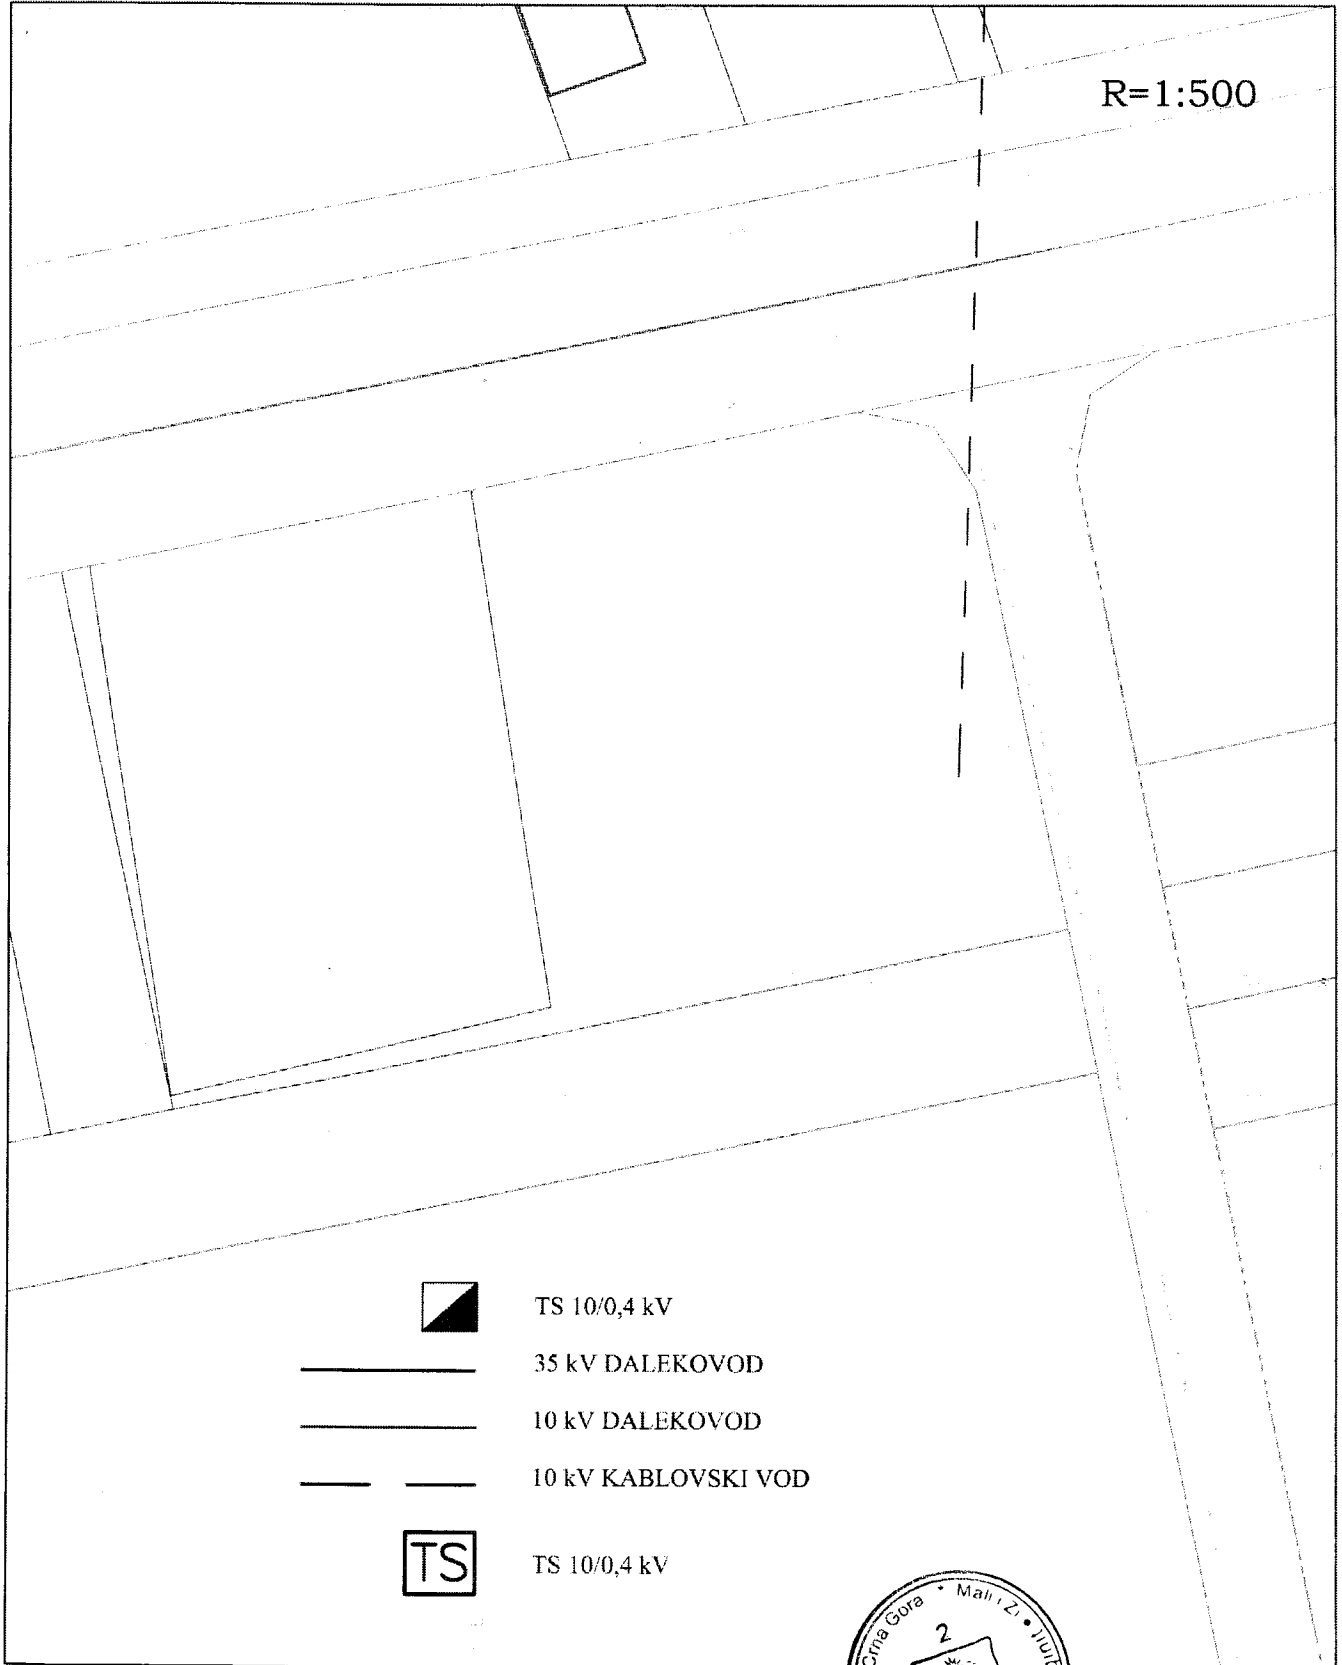 R=1:500
TS 10/0,4 kV
35 kV DALEKOVOD
10 kV DALEKOVOD
10 kV KABLOVSKI VOD
TS
TS 10/0,4 kV
Crna Gora
2